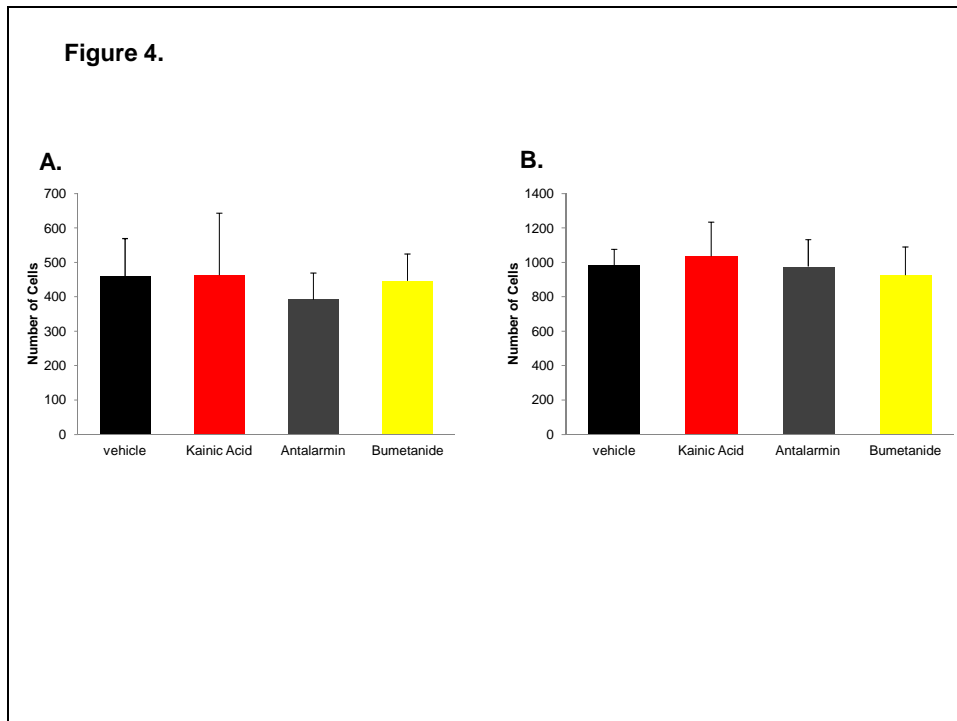 Figure 4.
A.
700
600
500
400
300
200
100
0
Number of Cells
vehicle Kainic Acid Antalarmin Bumetanide
B.
1400
1200
1000
800
600
400
200
0
Number of Cells
vehicle Kainic Acid Antalarmin Bumetanide